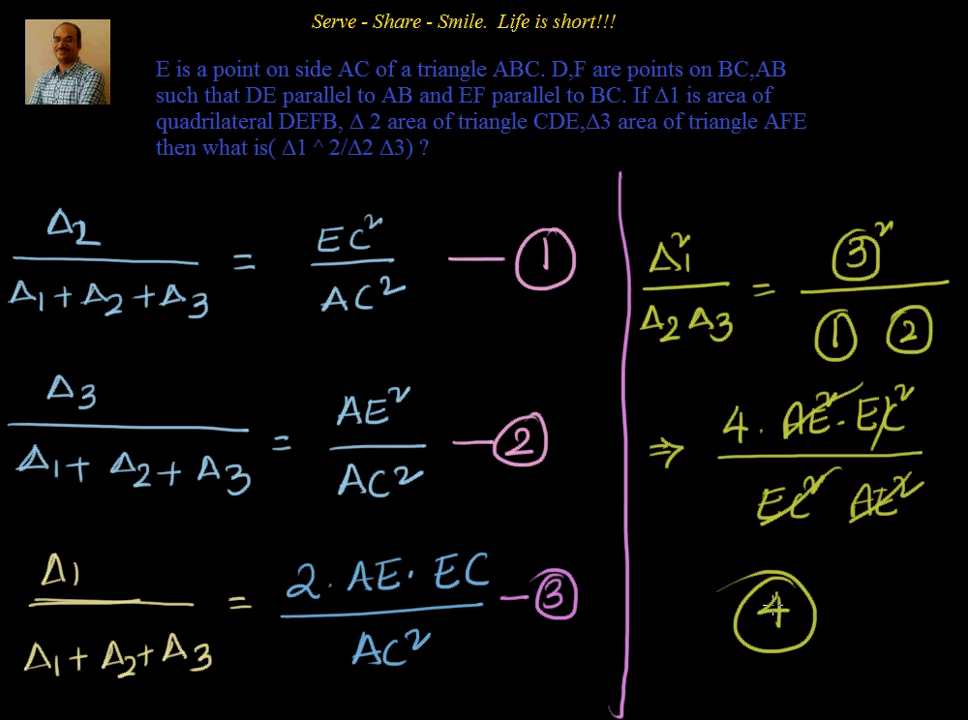 Serve - Share - Smile.  Life is short!!!
E is a point on side AC of a triangle ABC. D,F are points on BC,AB
such that DE parallel to AB and EF parallel to BC. If Δ1 is area of
quadrilateral DEFB, Δ 2 area of triangle CDE,Δ3 area of triangle AFE
then what is( Δ1 ^ 2/Δ2 Δ3) ?
Δ2 / (Δ1 + Δ2 + Δ3) = EC² / AC² — ①
Δ3 / (Δ1 + Δ2 + Δ3) = AE² / AC² — ②
Δ1 / (Δ1 + Δ2 + Δ3) = 2 · AE · EC / AC² — ③
Δ1² / (Δ2 Δ3) = ③² / (① ②)
⇒ 4 · AE² · EC² / (EC² AE²)
④